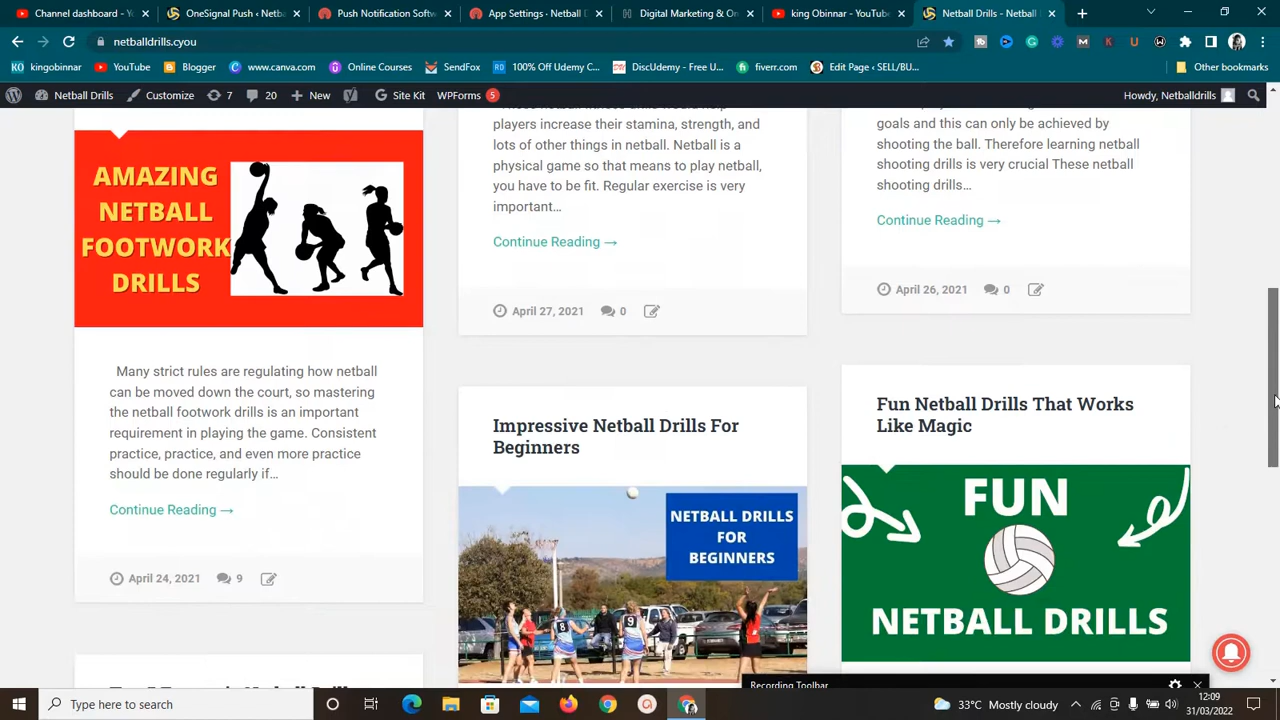 Channel dashboard - Yo
OneSignal Push ‹ Netba
Push Notification Softw
App Settings · Netball D
Digital Marketing & On
king Obinnar - YouTube
Netball Drills - Netball
netballdrills.cyou
kingobinnar
YouTube
Blogger
www.canva.com
Online Courses
SendFox
100% Off Udemy C...
DiscUdemy - Free U...
fiverr.com
Edit Page ‹ SELL/BU...
Other bookmarks
Netball Drills
Customize
7
20
New
Site Kit
WPForms 5
Howdy, Netballdrills
AMAZING
NETBALL
FOOTWORK
DRILLS
Many strict rules are regulating how netball
can be moved down the court, so mastering
the netball footwork drills is an important
requirement in playing the game. Consistent
practice, practice, and even more practice
should be done regularly if…
Continue Reading →
April 24, 2021 9
These netball fitness drills would help
players increase their stamina, strength, and
lots of other things in netball. Netball is a
physical game so that means to play netball,
you have to be fit. Regular exercise is very
important…
Continue Reading →
April 27, 2021 0
Impressive Netball Drills For
Beginners
NETBALL DRILLS
FOR
BEGINNERS
8
9
goals and this can only be achieved by
shooting the ball. Therefore learning netball
shooting drills is very crucial These netball
shooting drills…
Continue Reading →
April 26, 2021 0
Fun Netball Drills That Works
Like Magic
FUN
NETBALL DRILLS
Recording Toolbar
Type here to search
33°C Mostly cloudy
12:09
31/03/2022